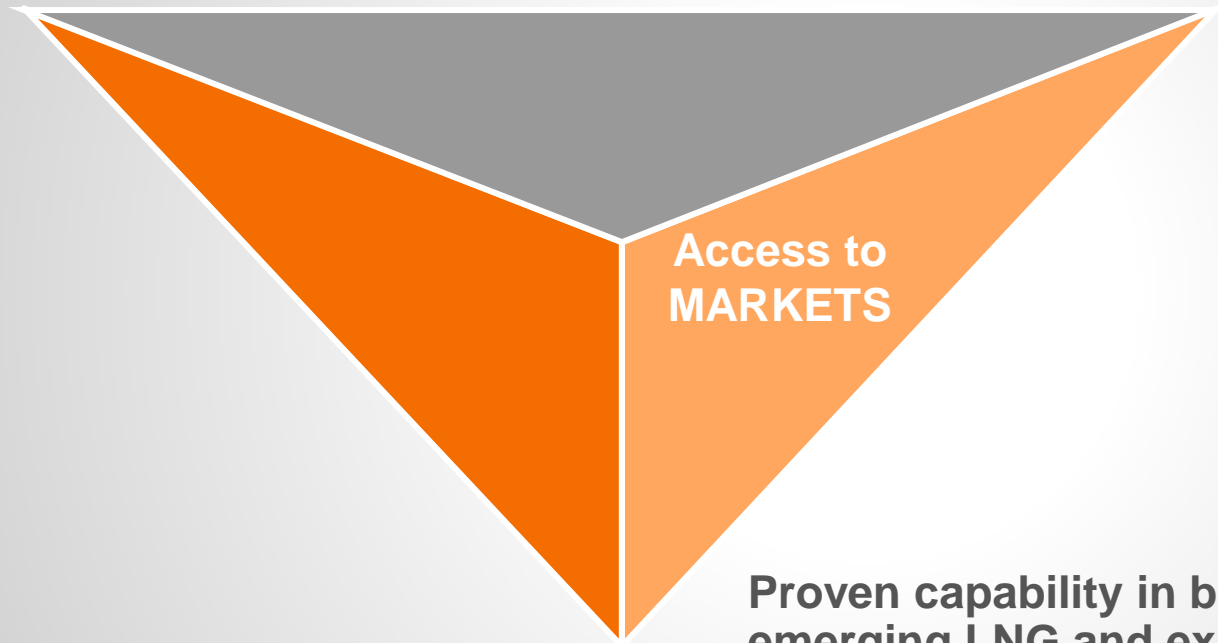 Access to
MARKETS
Proven capability in b
emerging LNG and ex